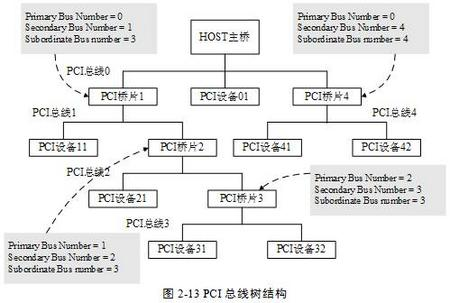 Primary Bus Number = 0
Secondary Bus Number = 1
Subordinate Bus number = 3
HOST主桥
Primary Bus Number = 0
Secondary Bus Number = 4
Subordinate Bus number = 4
PCI总线0
PCI桥片1
PCI设备01
PCI桥片4
PCI总线1
PCI总线4
PCI设备11
PCI桥片2
PCI设备41
PCI设备42
PCI总线2
Primary Bus Number = 2
Secondary Bus Number = 3
Subordinate Bus number = 3
PCI设备21
PCI桥片3
PCI总线3
Primary Bus Number = 1
Secondary Bus Number = 2
Subordinate Bus number = 3
PCI设备31
PCI设备32
图 2-13 PCI 总线树结构